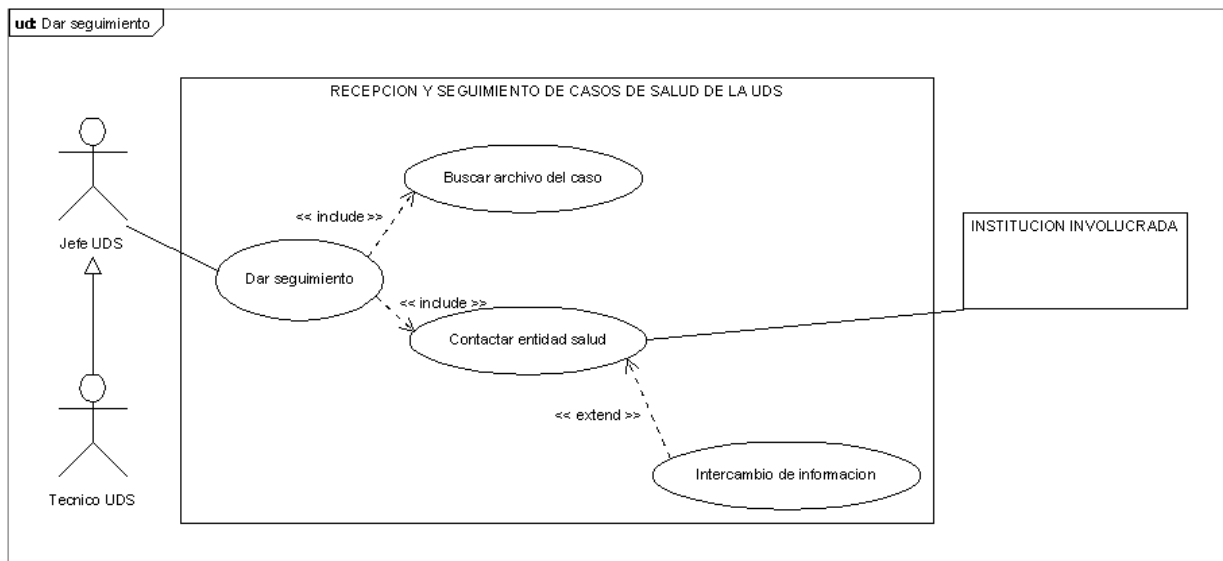 ud: Dar seguimiento
RECEPCION Y SEGUIMIENTO DE CASOS DE SALUD DE LA UDS
Buscar archivo del caso
<< include >>
INSTITUCION INVOLUCRADA
Jefe UDS
Dar seguimiento
<< include >>
Contactar entidad salud
<< extend >>
Intercambio de informacion
Tecnico UDS